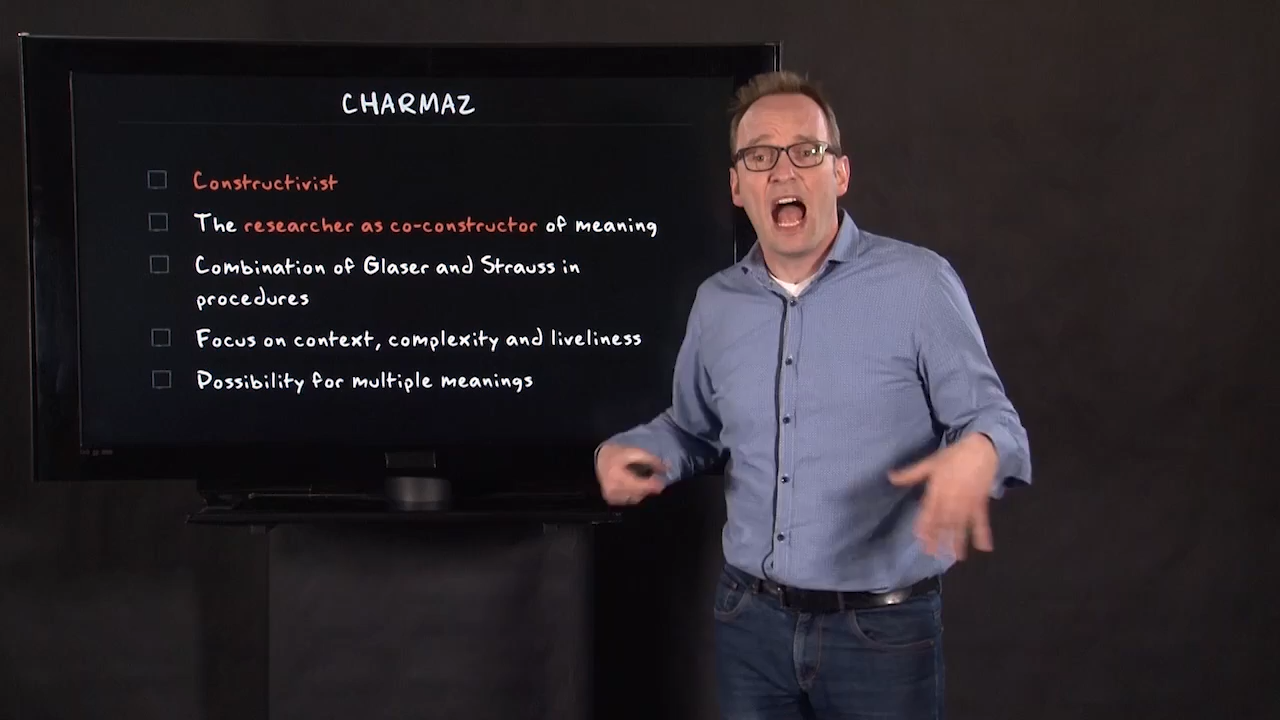 CHARMAZ
Constructivist
The researcher as co-constructor of meaning
Combination of Glaser and Strauss in
procedures
Focus on context, complexity and liveliness
Possibility for multiple meanings